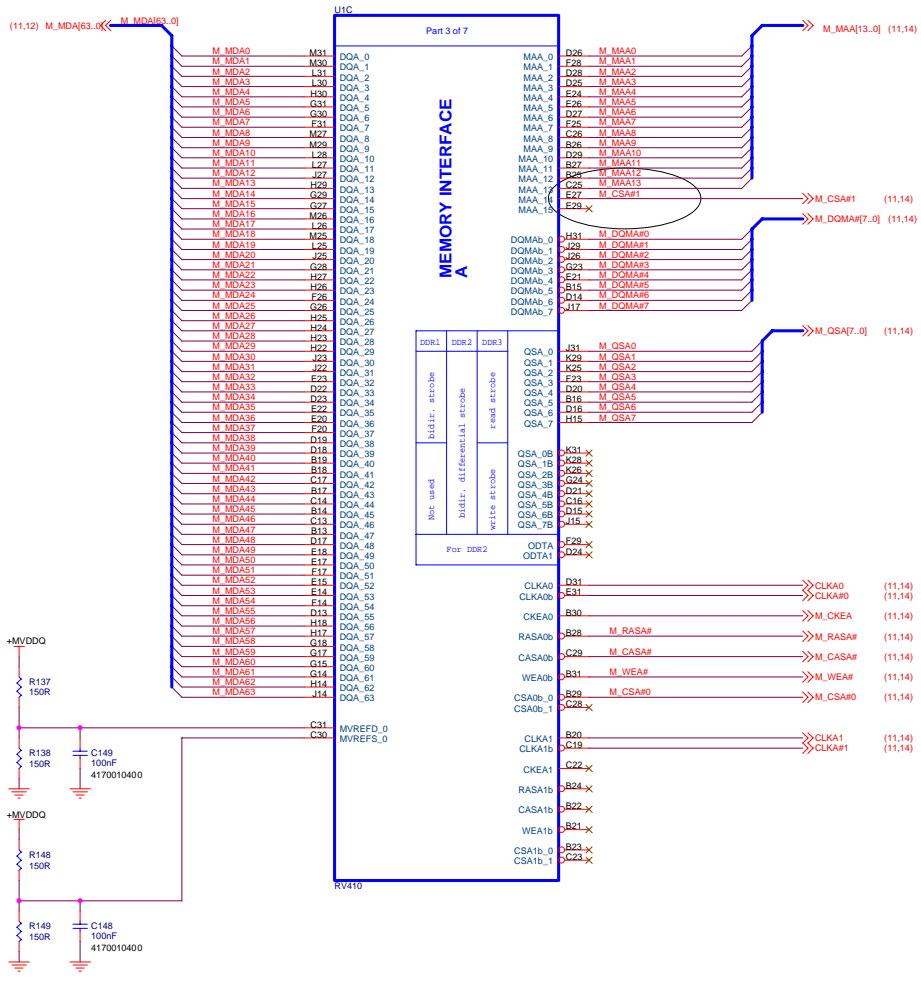 U1C
Part 3 of 7
(11,12) M_MDA[63..0]
M_MDA[63..0]
MEMORY INTERFACE
A
M_MDA0 M31 DQA_0
M_MDA1 M30 DQA_1
M_MDA2 L31 DQA_2
M_MDA3 L30 DQA_3
M_MDA4 H30 DQA_4
M_MDA5 G31 DQA_5
M_MDA6 G30 DQA_6
M_MDA7 F31 DQA_7
M_MDA8 M27 DQA_8
M_MDA9 M29 DQA_9
M_MDA10 L28 DQA_10
M_MDA11 L27 DQA_11
M_MDA12 J27 DQA_12
M_MDA13 H29 DQA_13
M_MDA14 G29 DQA_14
M_MDA15 G27 DQA_15
M_MDA16 M26 DQA_16
M_MDA17 L26 DQA_17
M_MDA18 M25 DQA_18
M_MDA19 L25 DQA_19
M_MDA20 J25 DQA_20
M_MDA21 G28 DQA_21
M_MDA22 H27 DQA_22
M_MDA23 H26 DQA_23
M_MDA24 F26 DQA_24
M_MDA25 G26 DQA_25
M_MDA26 H25 DQA_26
M_MDA27 H24 DQA_27
M_MDA28 H23 DQA_28
M_MDA29 H22 DQA_29
M_MDA30 J23 DQA_30
M_MDA31 J22 DQA_31
M_MDA32 E23 DQA_32
M_MDA33 D22 DQA_33
M_MDA34 D23 DQA_34
M_MDA35 E22 DQA_35
M_MDA36 E20 DQA_36
M_MDA37 F20 DQA_37
M_MDA38 D19 DQA_38
M_MDA39 D18 DQA_39
M_MDA40 B19 DQA_40
M_MDA41 B18 DQA_41
M_MDA42 C17 DQA_42
M_MDA43 B17 DQA_43
M_MDA44 C14 DQA_44
M_MDA45 B14 DQA_45
M_MDA46 C13 DQA_46
M_MDA47 B13 DQA_47
M_MDA48 D17 DQA_48
M_MDA49 E18 DQA_49
M_MDA50 E17 DQA_50
M_MDA51 F17 DQA_51
M_MDA52 E15 DQA_52
M_MDA53 E14 DQA_53
M_MDA54 F14 DQA_54
M_MDA55 D13 DQA_55
M_MDA56 H18 DQA_56
M_MDA57 H17 DQA_57
M_MDA58 G18 DQA_58
M_MDA59 G17 DQA_59
M_MDA60 G15 DQA_60
M_MDA61 G14 DQA_61
M_MDA62 H14 DQA_62
M_MDA63 J14 DQA_63
C31 MVREFD_0
C30 MVREFS_0
M_MAA[13..0] (11,14)
MAA_0 D26 M_MAA0
MAA_1 F28 M_MAA1
MAA_2 D28 M_MAA2
MAA_3 D25 M_MAA3
MAA_4 E24 M_MAA4
MAA_5 E26 M_MAA5
MAA_6 D27 M_MAA6
MAA_7 F25 M_MAA7
MAA_8 C26 M_MAA8
MAA_9 B26 M_MAA9
MAA_10 D29 M_MAA10
MAA_11 B27 M_MAA11
MAA_12 B25 M_MAA12
MAA_13 C25 M_MAA13
MAA_14 E27 M_CSA#1 M_CSA#1 (11,14)
MAA_15 E29
M_DQMA#[7..0] (11,14)
DQMAb_0 H31 M_DQMA#0
DQMAb_1 J29 M_DQMA#1
DQMAb_2 J26 M_DQMA#2
DQMAb_3 G23 M_DQMA#3
DQMAb_4 E21 M_DQMA#4
DQMAb_5 B15 M_DQMA#5
DQMAb_6 D14 M_DQMA#6
DQMAb_7 J17 M_DQMA#7
M_QSA[7..0] (11,14)
DDR1 DDR2 DDR3
bidir. strobe
bidir. differential strobe
read strobe
Not used
write strobe
For DDR2
QSA_0 J31 M_QSA0
QSA_1 K29 M_QSA1
QSA_2 K25 M_QSA2
QSA_3 F23 M_QSA3
QSA_4 D20 M_QSA4
QSA_5 B16 M_QSA5
QSA_6 D16 M_QSA6
QSA_7 H15 M_QSA7
QSA_0B K31
QSA_1B K28
QSA_2B K26
QSA_3B G24
QSA_4B D21
QSA_5B C16
QSA_6B D15
QSA_7B J15
ODTA F29
ODTA1 D24
CLKA0 D31 CLKA0 (11,14)
CLKA0b E31 CLKA#0 (11,14)
CKEA0 B30 M_CKEA (11,14)
RASA0b B28 M_RASA# M_RASA# (11,14)
CASA0b C29 M_CASA# M_CASA# (11,14)
WEA0b B31 M_WEA# M_WEA# (11,14)
CSA0b_0 B29 M_CSA#0 M_CSA#0 (11,14)
CSA0b_1 C28
CLKA1 B20 CLKA1 (11,14)
CLKA1b C19 CLKA#1 (11,14)
CKEA1 C22
RASA1b B24
CASA1b B22
WEA1b B21
CSA1b_0 B23
CSA1b_1 C23
RV410
+MVDDQ
R137
150R
R138
150R
C149
100nF
4170010400
+MVDDQ
R148
150R
R149
150R
C148
100nF
4170010400